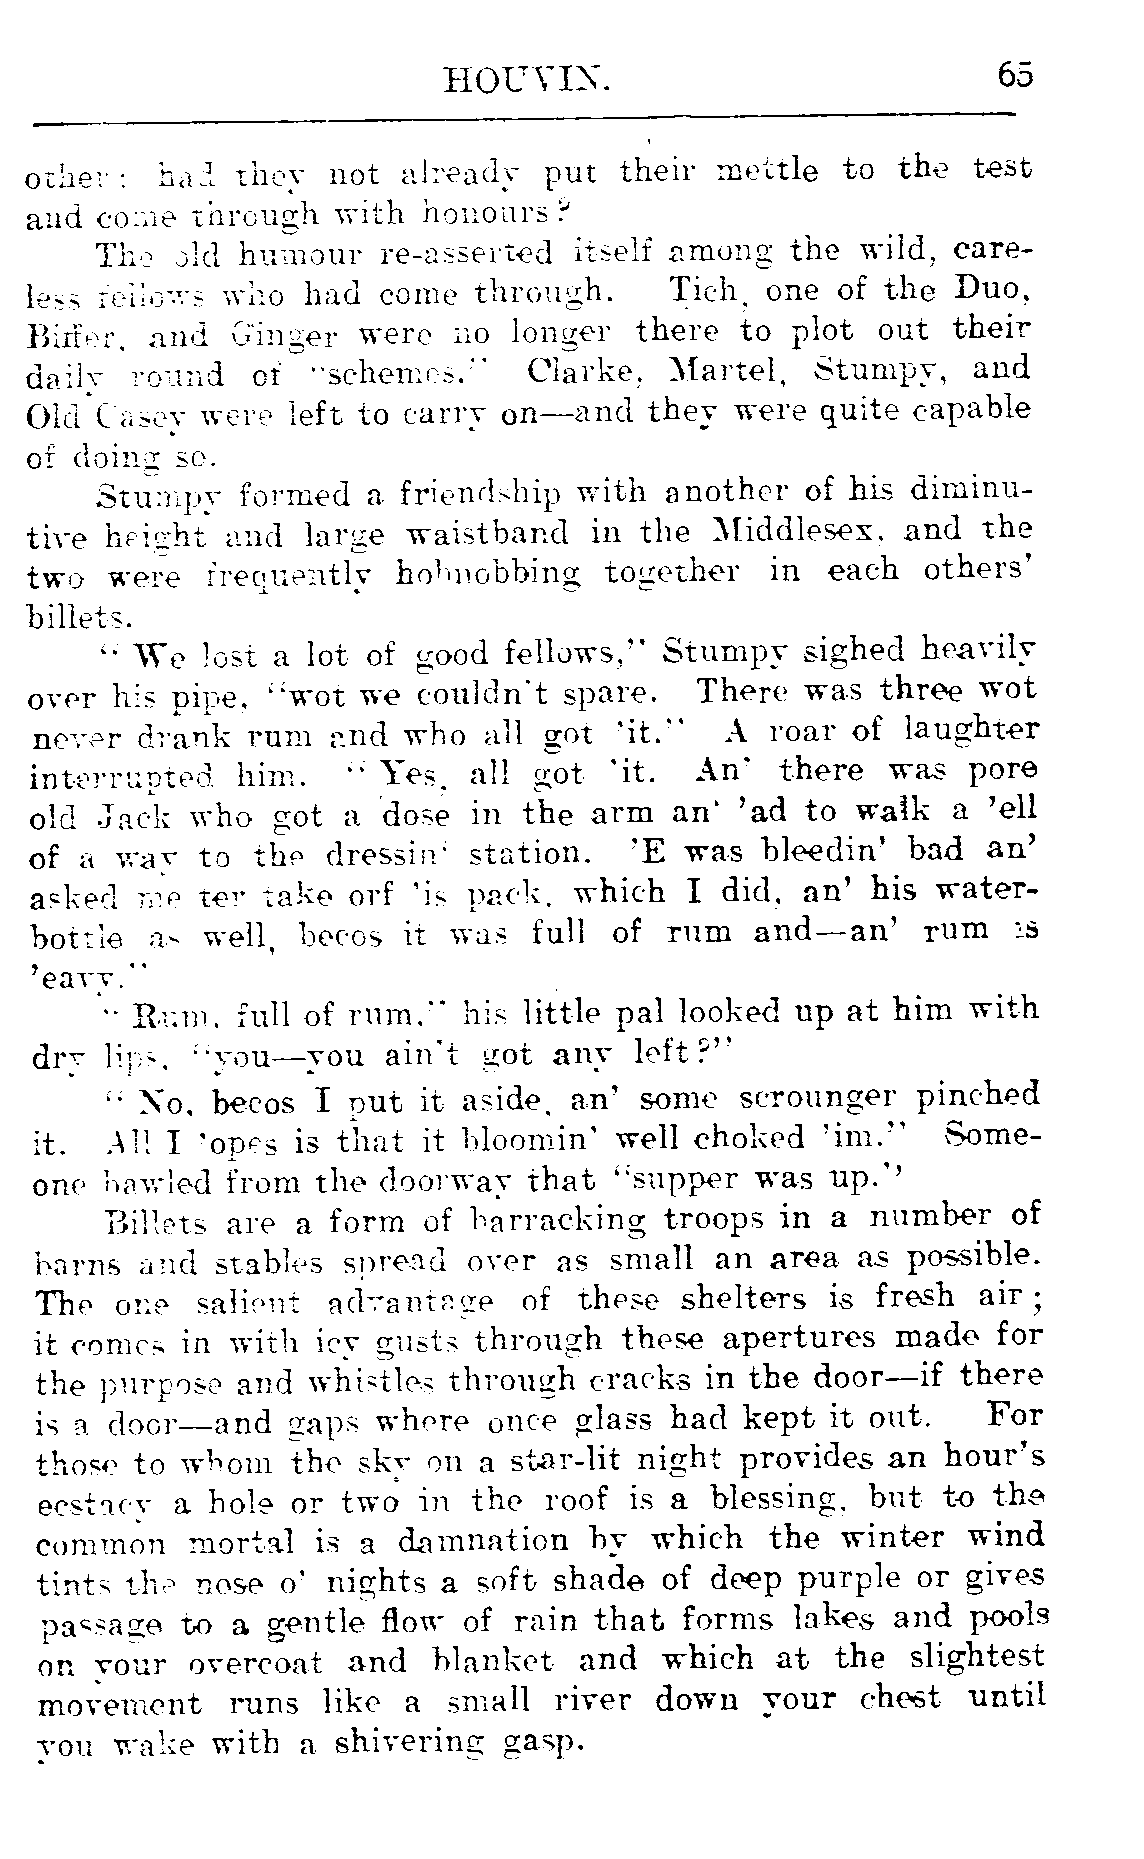 HOUVIN. 65
other: had they not already put their mettle to the test
and come through with honours?
The old humour re-asserted itself among the wild, care-
less fellows who had come through. Tich, one of the Duo,
Biffer, and Ginger were no longer there to plot out their
daily round of "schemes." Clarke, Martel, Stumpy, and
Old Casey were left to carry on—and they were quite capable
of doing so.
Stumpy formed a friendship with another of his diminu-
tive height and large waistband in the Middlesex, and the
two were frequently hobnobbing together in each others'
billets.
"We lost a lot of good fellows," Stumpy sighed heavily
over his pipe, "wot we couldn't spare. There was three wot
never drank rum and who all got 'it." A roar of laughter
interrupted him. "Yes, all got 'it. An' there was pore
old Jack who got a dose in the arm an' 'ad to walk a 'ell
of a way to the dressin' station. 'E was bleedin' bad an'
asked me ter take orf 'is pack, which I did, an' his water-
bottle as well, becos it was full of rum and—an' rum is
'eavy."
"Rum, full of rum," his little pal looked up at him with
dry lips, "you—you ain't got any left?"
"No, becos I put it aside, an' some scrounger pinched
it. All I 'opes is that it bloomin' well choked 'im." Some-
one bawled from the doorway that "supper was up."
Billets are a form of barracking troops in a number of
barns and stables spread over as small an area as possible.
The one salient advantage of these shelters is fresh air;
it comes in with icy gusts through these apertures made for
the purpose and whistles through cracks in the door—if there
is a door—and gaps where once glass had kept it out. For
those to whom the sky on a star-lit night provides an hour's
ecstacy a hole or two in the roof is a blessing, but to the
common mortal is a damnation by which the winter wind
tints the nose o' nights a soft shade of deep purple or gives
passage to a gentle flow of rain that forms lakes and pools
on your overcoat and blanket and which at the slightest
movement runs like a small river down your chest until
you wake with a shivering gasp.